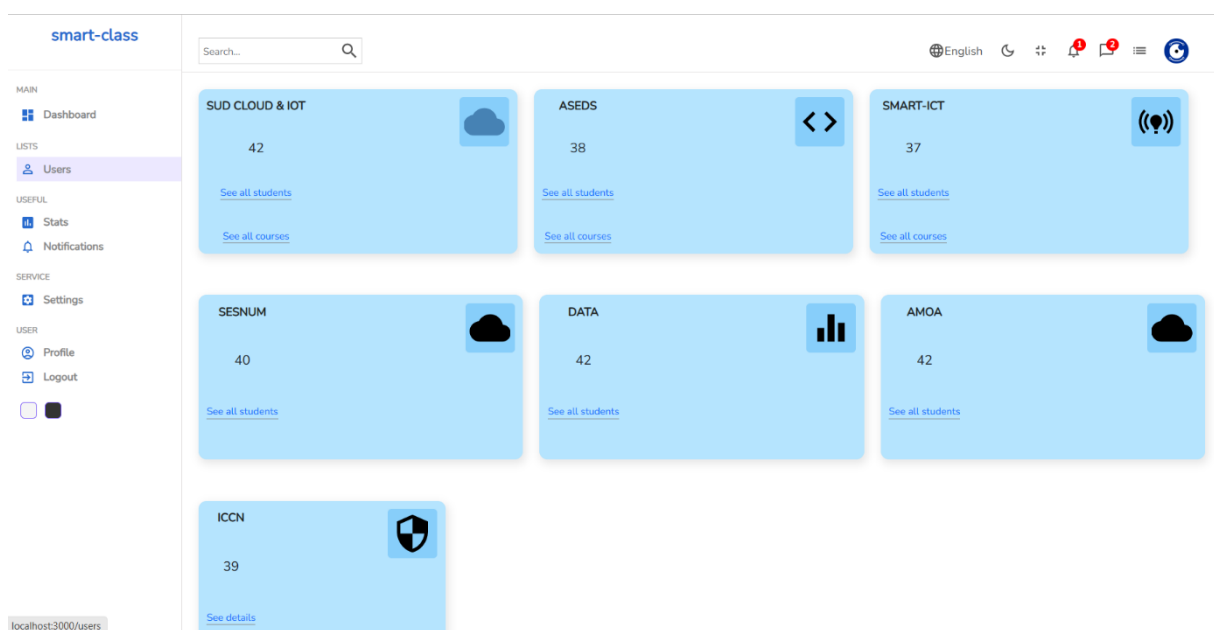 smart-class
Search...
English
1
2
MAIN
Dashboard
LISTS
Users
USEFUL
Stats
Notifications
SERVICE
Settings
USER
Profile
Logout
SUD CLOUD & IOT
42
See all students
See all courses
ASEDS
38
See all students
See all courses
SMART-ICT
37
See all students
See all courses
SESNUM
40
See all students
DATA
42
See all students
AMOA
42
See all students
ICCN
39
See details
localhost:3000/users